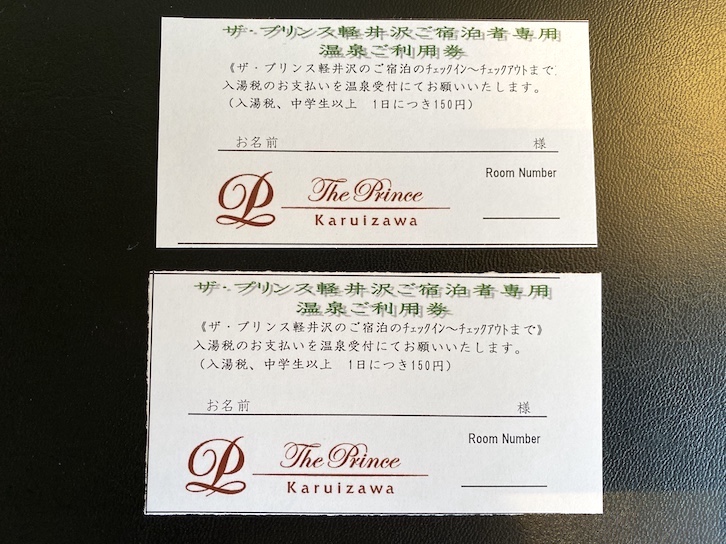 ザ・プリンス軽井沢ご宿泊者専用
温泉ご利用券
《ザ・プリンス軽井沢のご宿泊のチェックイン～チェックアウトまで
入湯税のお支払いを温泉受付にてお願いいたします。
（入湯税、中学生以上　1日につき150円）
お名前　様
Room Number
The Prince
Karuizawa
ザ・プリンス軽井沢ご宿泊者専用
温泉ご利用券
《ザ・プリンス軽井沢のご宿泊のチェックイン～チェックアウトまで》
入湯税のお支払いを温泉受付にてお願いいたします。
（入湯税、中学生以上　1日につき150円）
お名前　様
Room Number
The Prince
Karuizawa